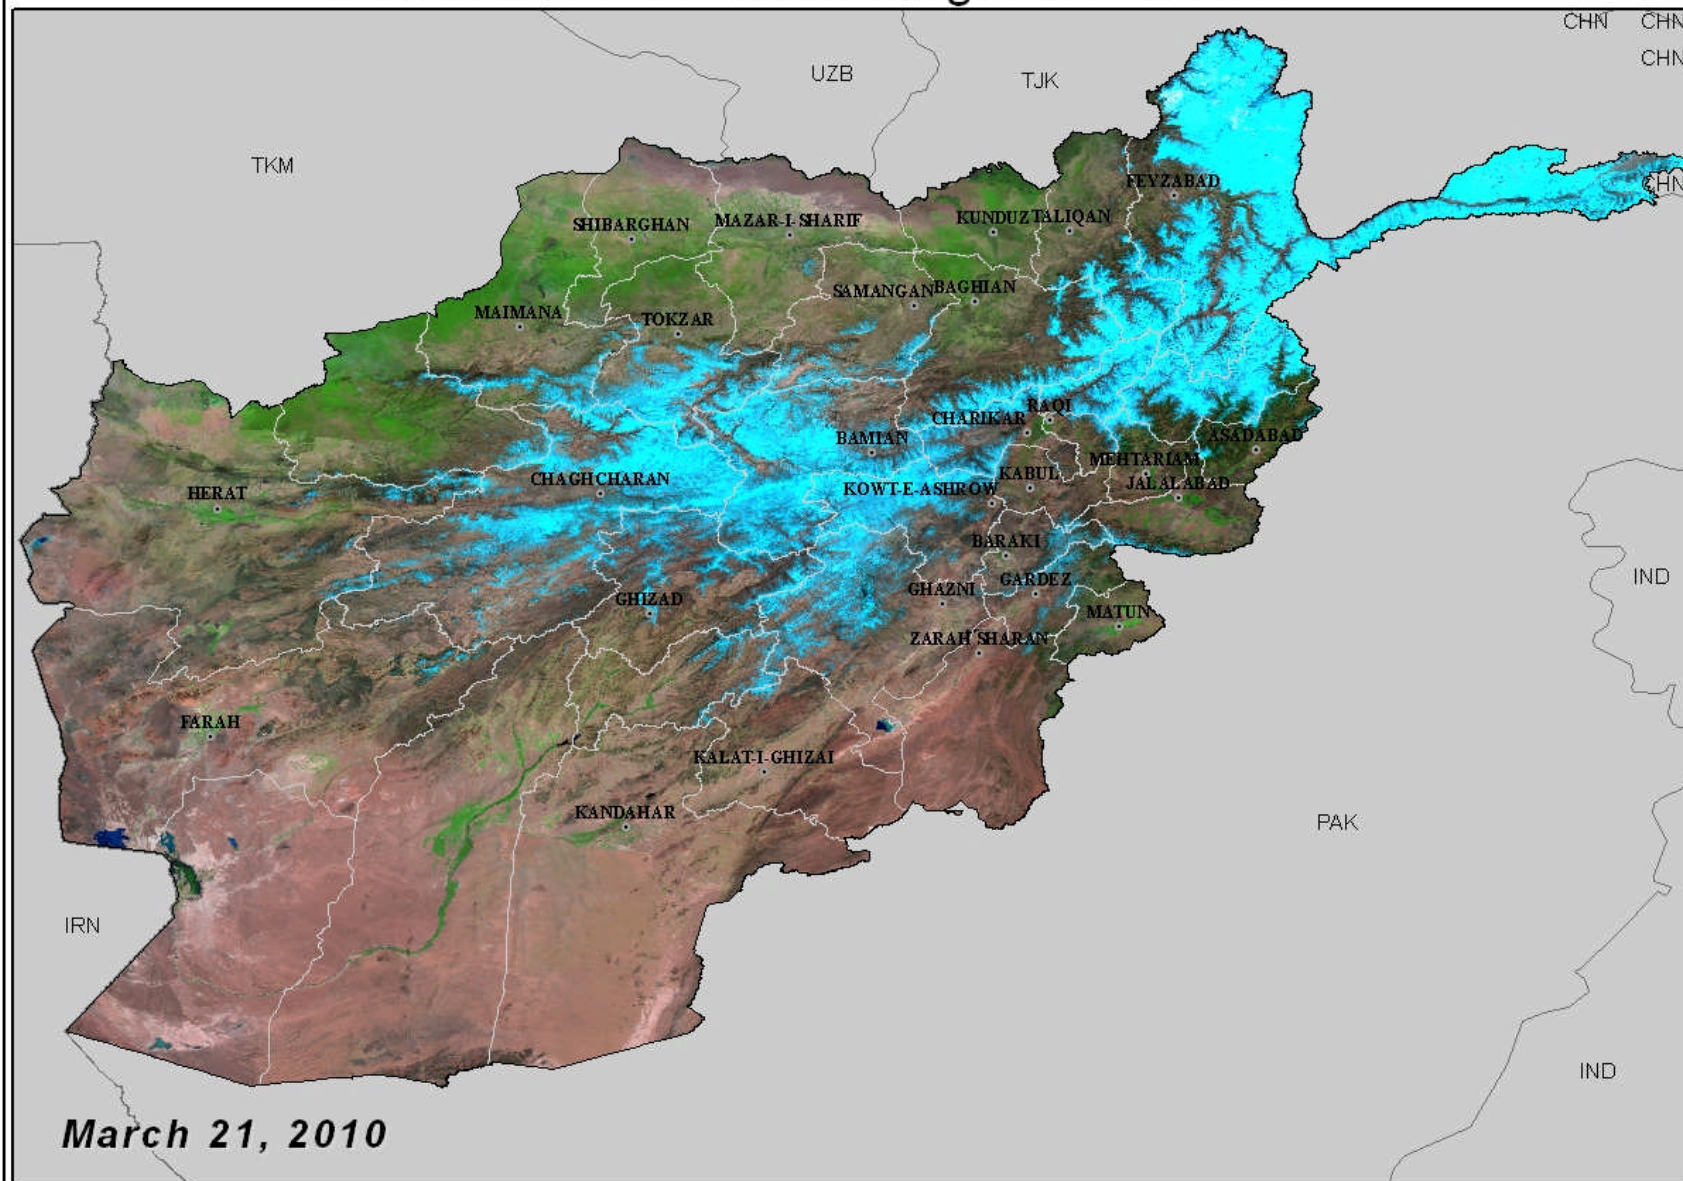 CHN CHN
CHN
UZB
TJK
TKM
FEYZABAD
CHN
SHIBARGHAN
MAZAR-I-SHARIF
KUNDUZ
TALIQAN
SAMANGAN
BAGHIAN
MAIMANA
TOKZAR
CHARIKAR
RAQI
BAMIAN
ASADABAD
MEHTARIAM
CHAGHCHARAN
KABUL
JALALABAD
HERAT
KOWT-E-ASHROW
BARAKI
GARDEZ
IND
GHIZAD
GHAZNI
MATUN
ZARAH SHARAN
FARAH
KALAT-I-GHIZAI
KANDAHAR
PAK
IRN
IND
March 21, 2010